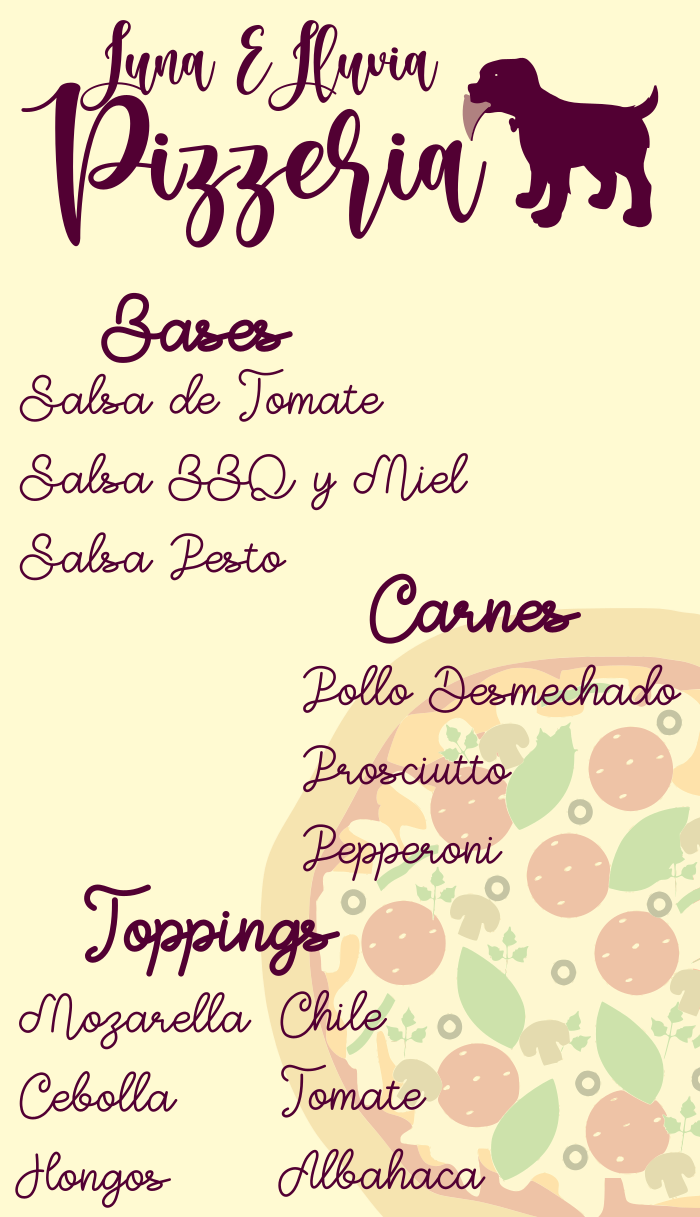 Luna E Lluvia
Pizzeria
Bases
Salsa de Tomate
Salsa BBQ y Miel
Salsa Pesto
Carnes
Pollo Desmechado
Prosciutto
Pepperoni
Toppings
Mozarella Chile
Cebolla Tomate
Hongos Albahaca